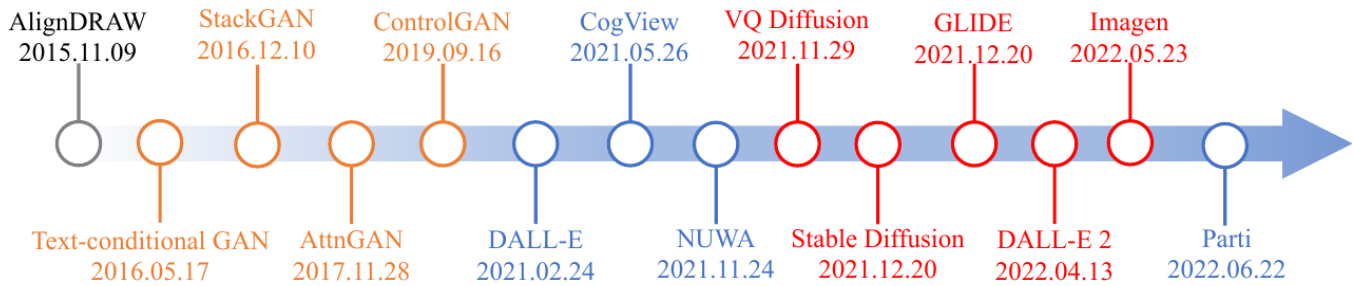 AlignDRAW
2015.11.09
StackGAN
2016.12.10
ControlGAN
2019.09.16
CogView
2021.05.26
VQ Diffusion
2021.11.29
GLIDE
2021.12.20
Imagen
2022.05.23
Text-conditional GAN
2016.05.17
AttnGAN
2017.11.28
DALL-E
2021.02.24
NUWA
2021.11.24
Stable Diffusion
2021.12.20
DALL-E 2
2022.04.13
Parti
2022.06.22